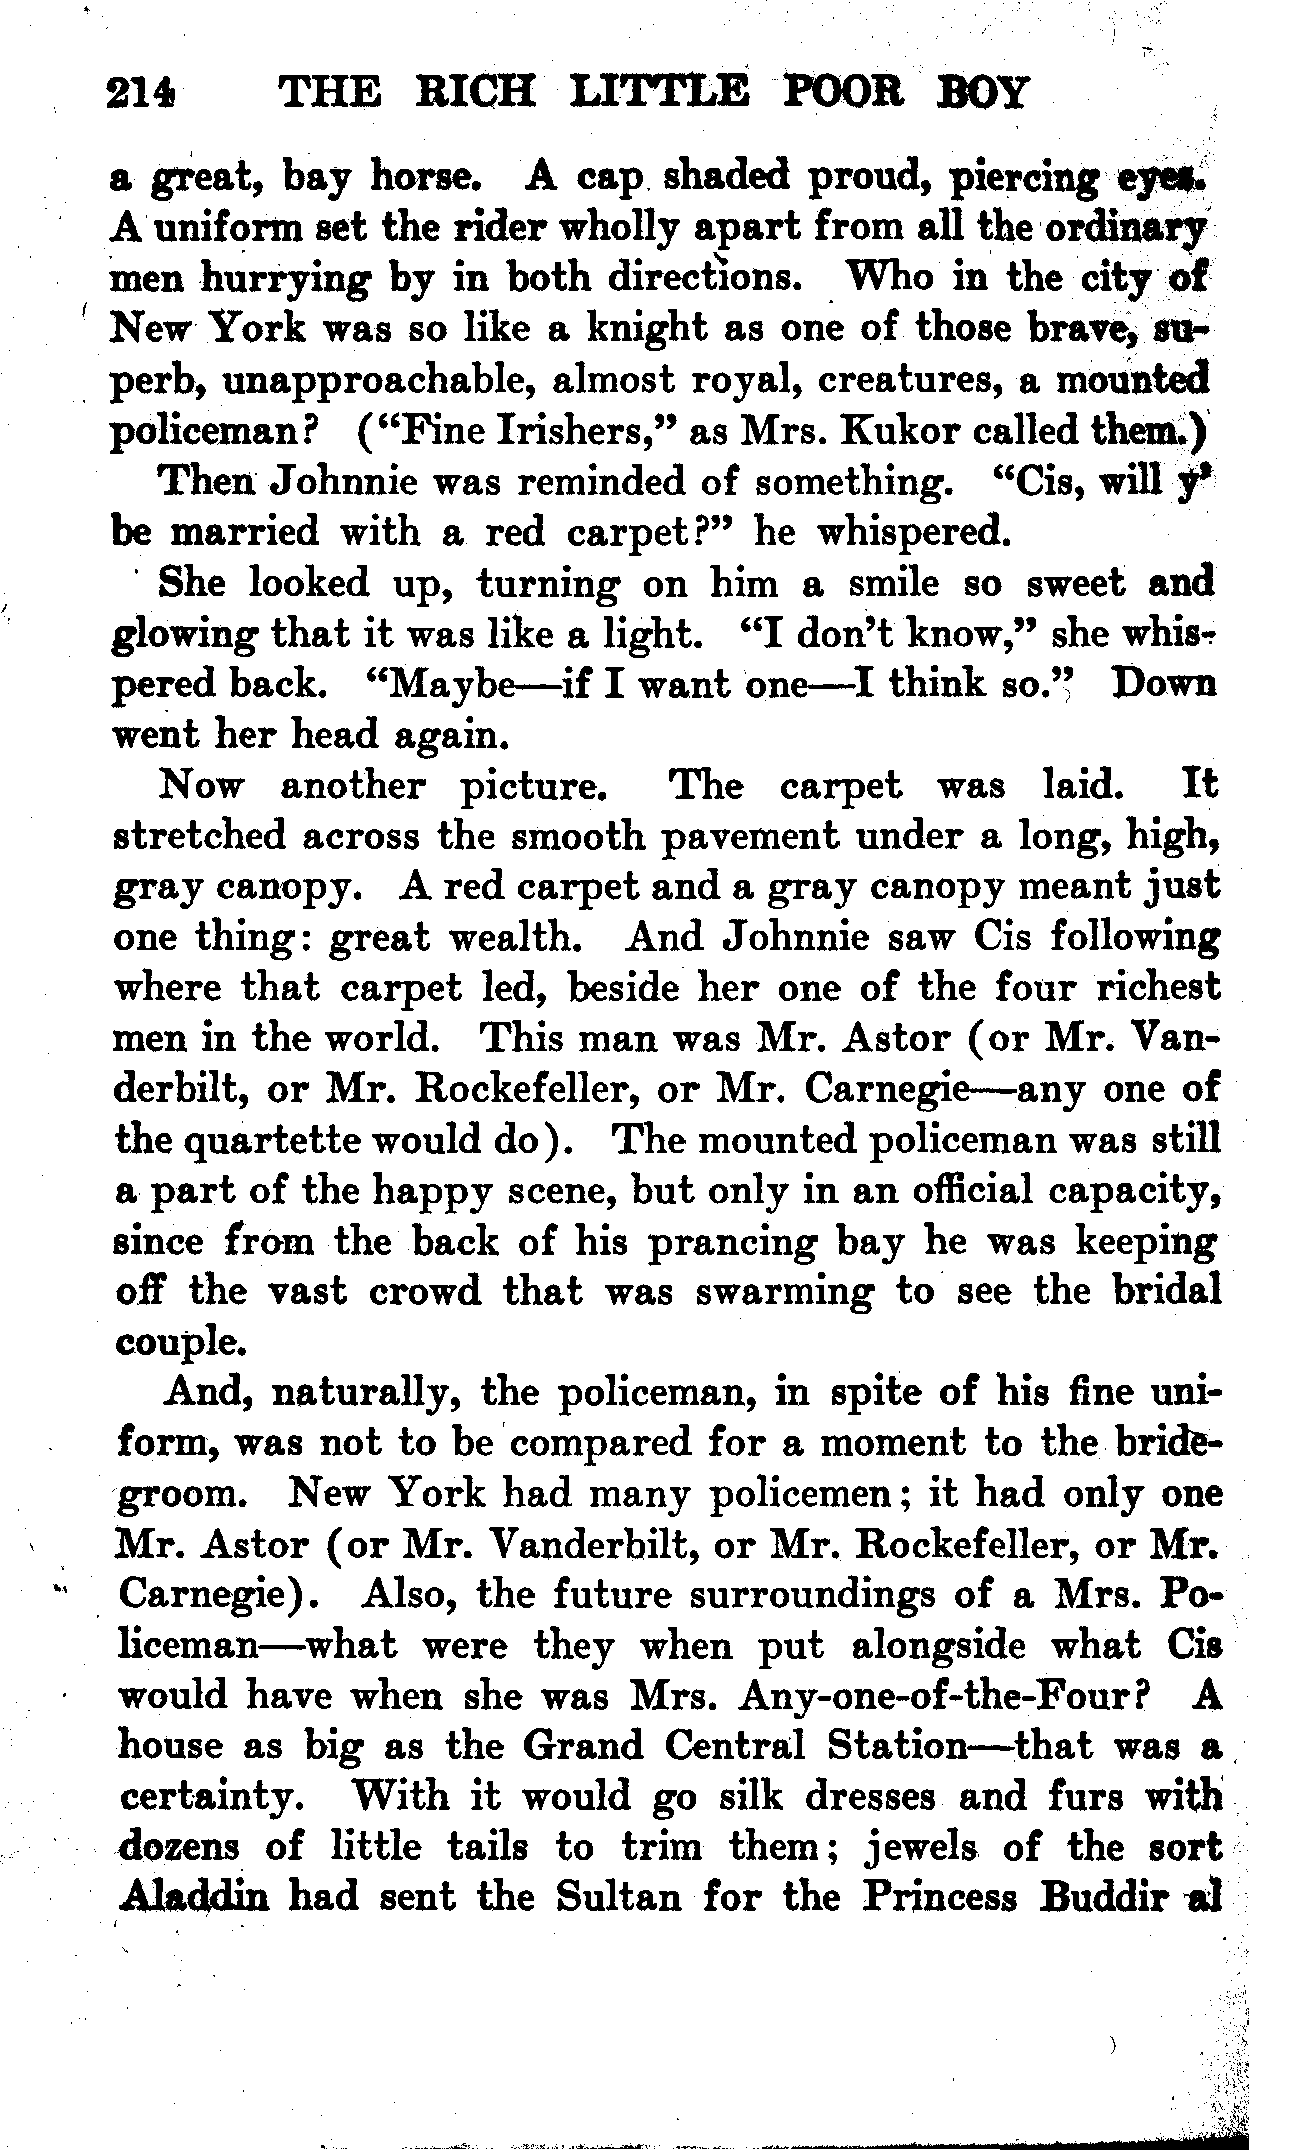 214 THE RICH LITTLE POOR BOY
a great, bay horse. A cap shaded proud, piercing eyes.
A uniform set the rider wholly apart from all the ordinary
men hurrying by in both directions. Who in the city of
New York was so like a knight as one of those brave, su-
perb, unapproachable, almost royal, creatures, a mounted
policeman? (“Fine Irishers,” as Mrs. Kukor called them.)
Then Johnnie was reminded of something. “Cis, will y’
be married with a red carpet?” he whispered.
She looked up, turning on him a smile so sweet and
glowing that it was like a light. “I don’t know,” she whis-
pered back. “Maybe—if I want one—I think so.” Down
went her head again.
Now another picture. The carpet was laid. It
stretched across the smooth pavement under a long, high,
gray canopy. A red carpet and a gray canopy meant just
one thing: great wealth. And Johnnie saw Cis following
where that carpet led, beside her one of the four richest
men in the world. This man was Mr. Astor (or Mr. Van-
derbilt, or Mr. Rockefeller, or Mr. Carnegie—any one of
the quartette would do). The mounted policeman was still
a part of the happy scene, but only in an official capacity,
since from the back of his prancing bay he was keeping
off the vast crowd that was swarming to see the bridal
couple.
And, naturally, the policeman, in spite of his fine uni-
form, was not to be compared for a moment to the bride-
groom. New York had many policemen; it had only one
Mr. Astor (or Mr. Vanderbilt, or Mr. Rockefeller, or Mr.
Carnegie). Also, the future surroundings of a Mrs. Po-
liceman—what were they when put alongside what Cis
would have when she was Mrs. Any-one-of-the-Four? A
house as big as the Grand Central Station—that was a
certainty. With it would go silk dresses and furs with
dozens of little tails to trim them; jewels of the sort
Aladdin had sent the Sultan for the Princess Buddir al